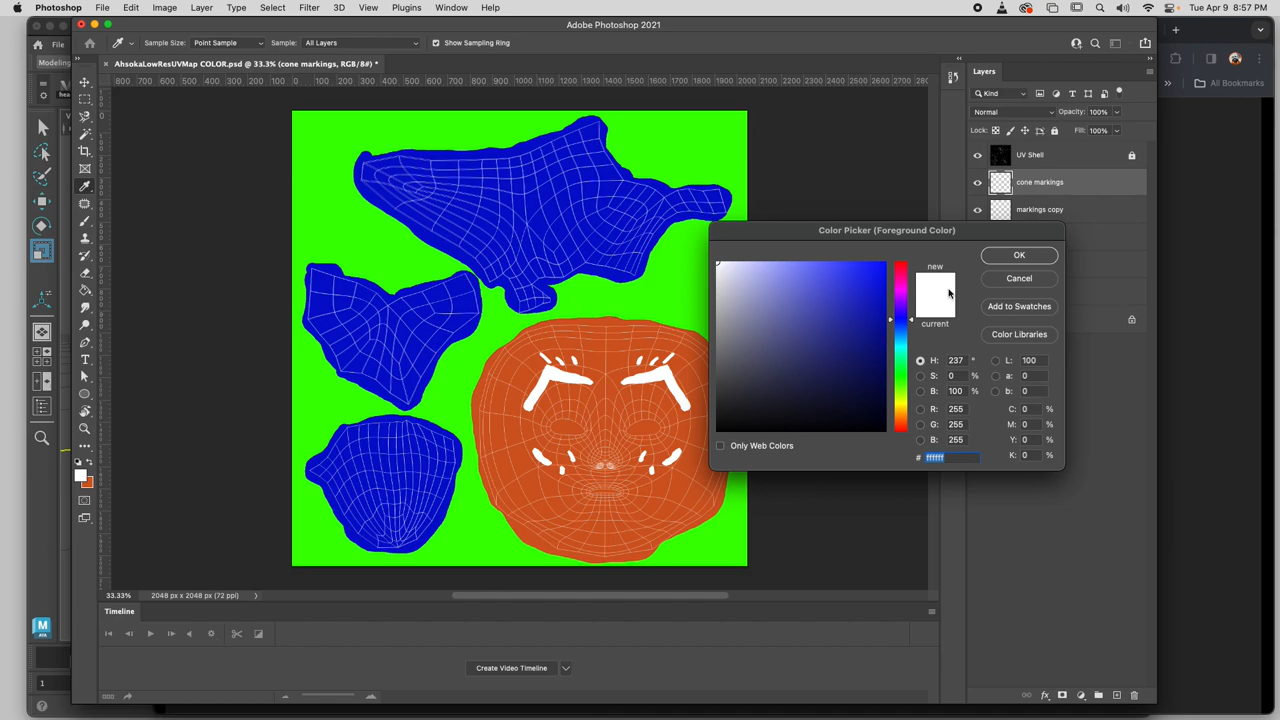 Photoshop File Edit Image Layer Type Select Filter 3D View Plugins Window Help Tue Apr 9 8:57 PM
Adobe Photoshop 2021
File
Sample Size: Point Sample Sample: All Layers Show Sampling Ring
Modeling
AhsokaLowResUVMap COLOR.psd @ 33.3% (cone markings, RGB/8#) *
All Bookmarks
Layers
Kind
Normal Opacity: 100%
Lock: Fill: 100%
UV Shell
cone markings
markings copy
Color Picker (Foreground Color)
new
current
OK
Cancel
Add to Swatches
Color Libraries
H: 237 ° L: 100
S: 0 % a: 0
B: 100 % b: 0
R: 255 C: 0 %
G: 255 M: 0 %
B: 255 Y: 0 %
# ffffff K: 0 %
Only Web Colors
33.33% 2048 px x 2048 px (72 ppi)
Timeline
Create Video Timeline
1